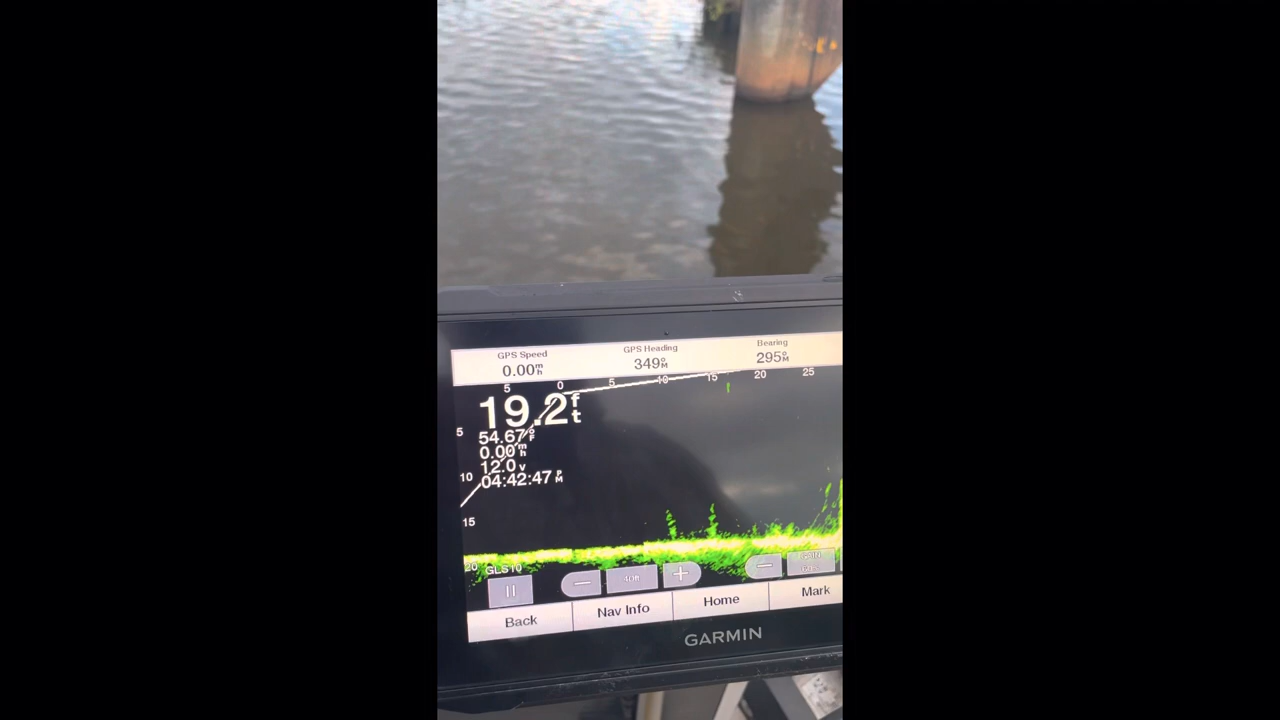 GPS Speed GPS Heading Bearing
0.00mh 349°M 295°M
5 0 5 10 15 20 25
19.2ft
5
54.67°F
0.00mh
10
12.0v
04:42:47PM
15
20 GLS10
40ft
Back Nav Info Home Mark
GARMIN